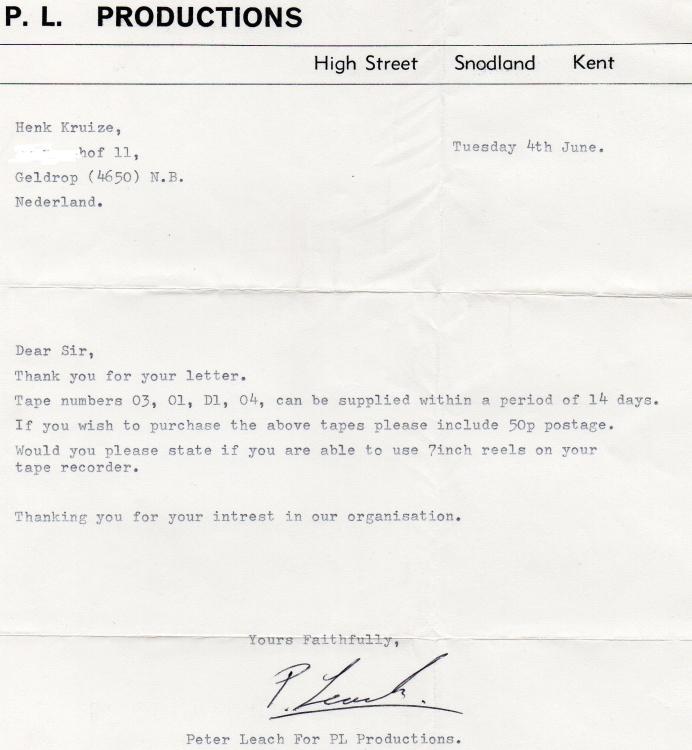 P. L. PRODUCTIONS
High Street Snodland Kent
Henk Kruize,
hof 11,
Tuesday 4th June.
Geldrop (4650) N.B.
Nederland.
Dear Sir,
Thank you for your letter.
Tape numbers 03, 01, D1, 04, can be supplied within a period of 14 days.
If you wish to purchase the above tapes please include 50p postage.
Would you please state if you are able to use 7inch reels on your
tape recorder.
Thanking you for your intrest in our organisation.
Yours Faithfully,
P. Leach.
Peter Leach For PL Productions.